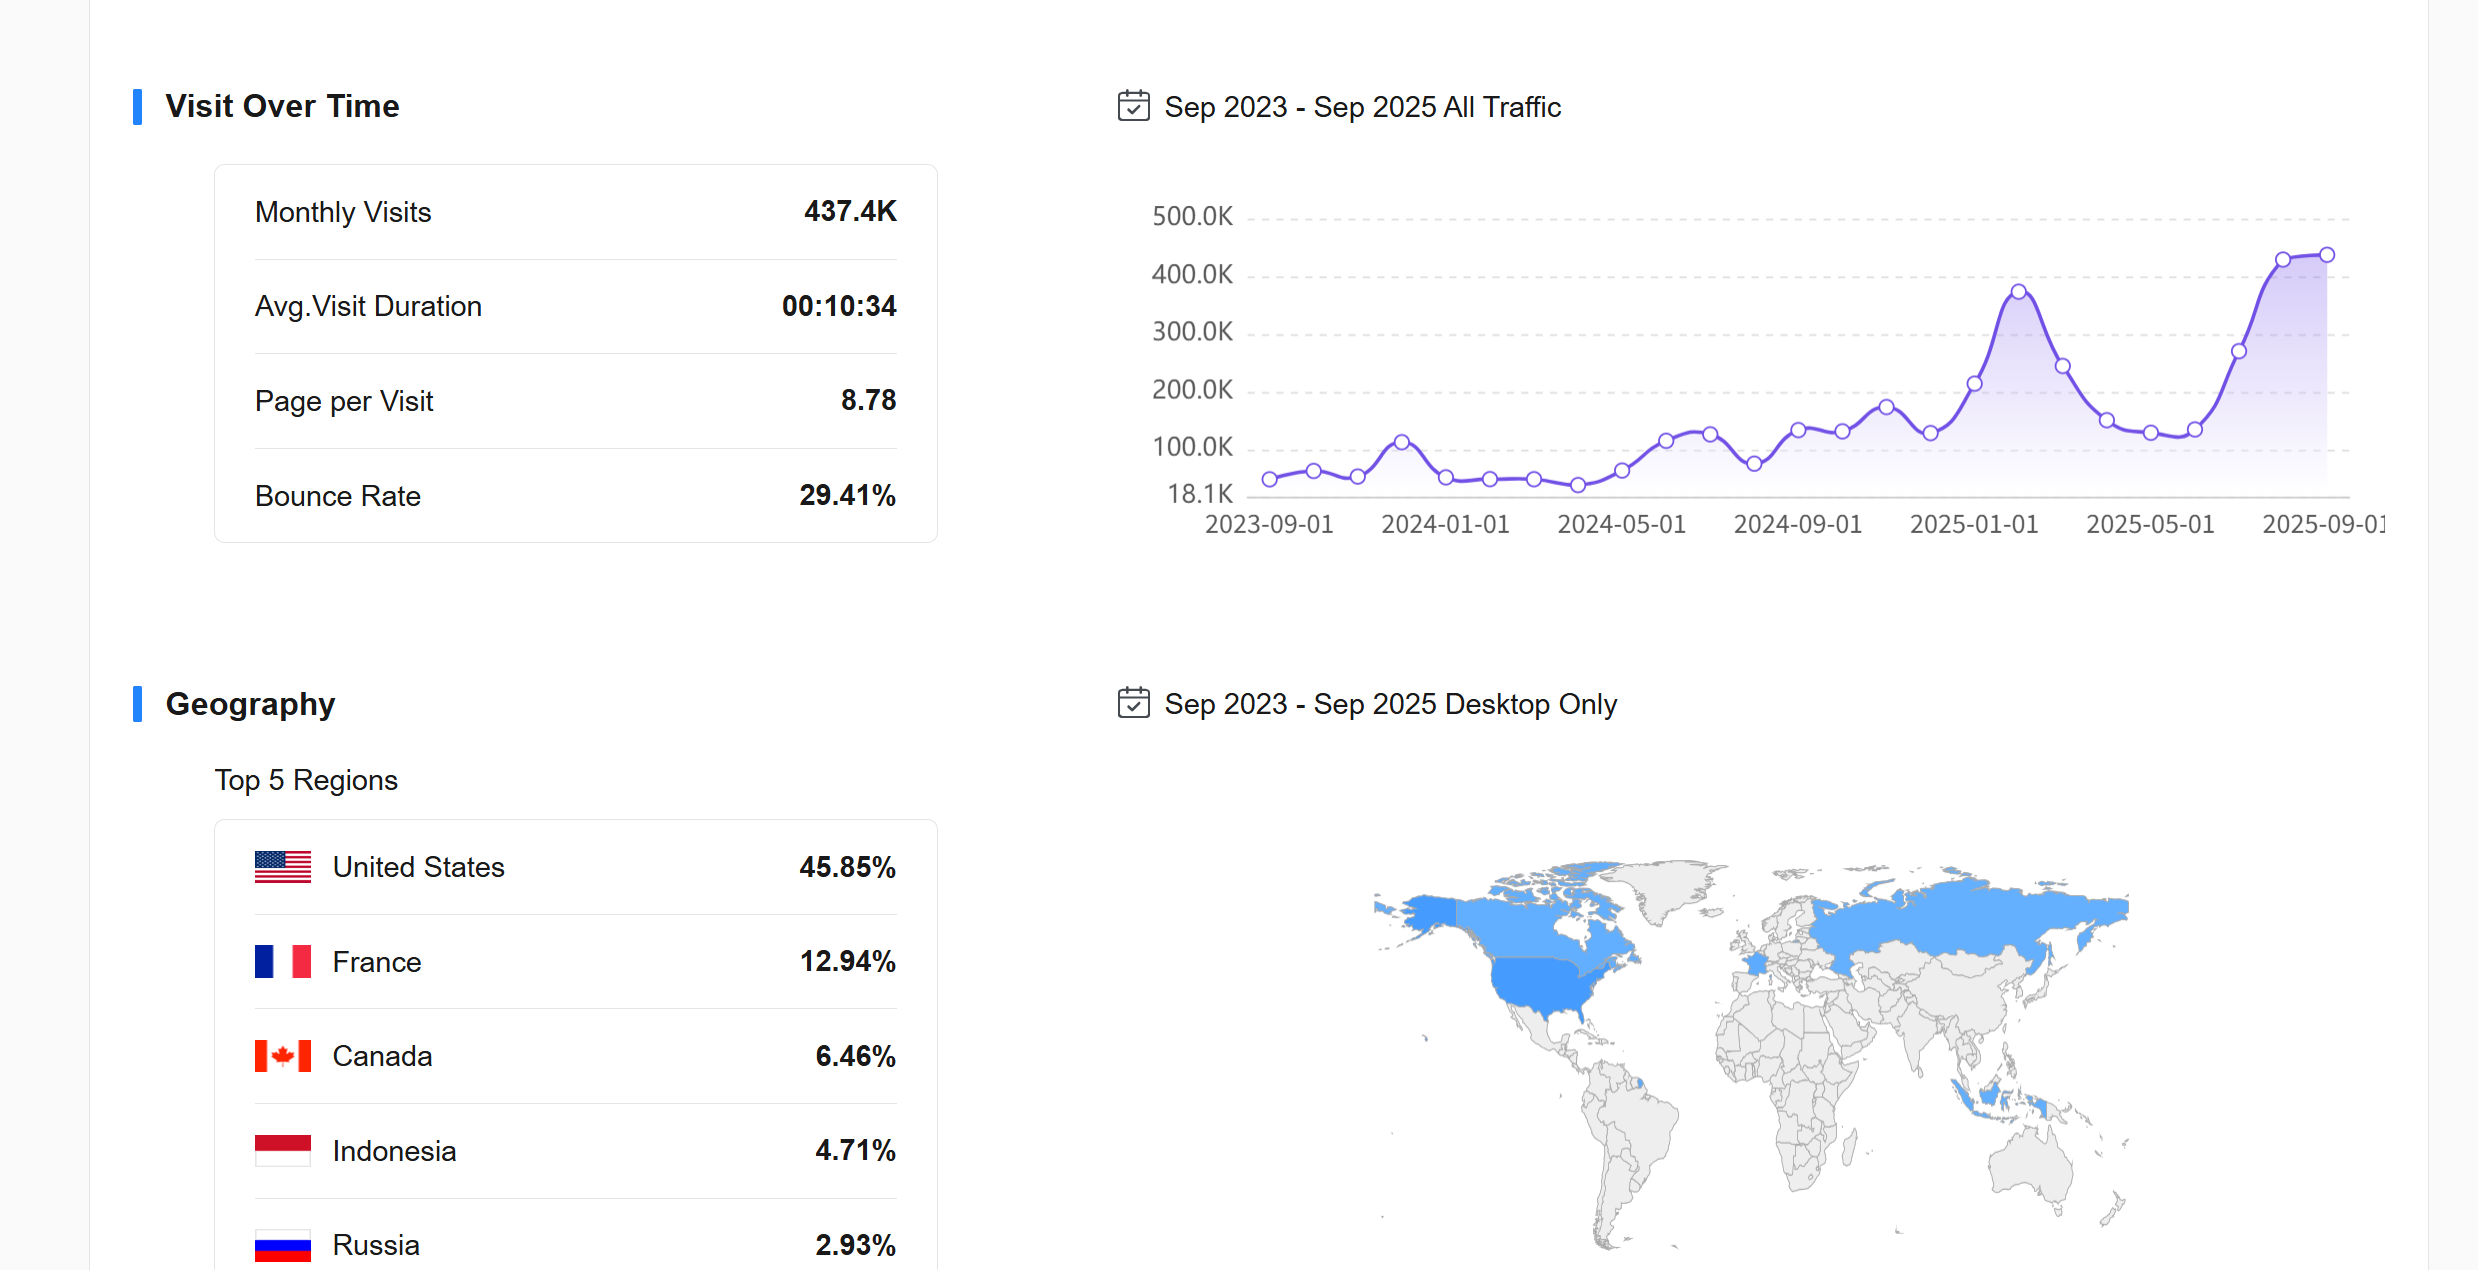 Visit Over Time
Sep 2023 - Sep 2025 All Traffic
Monthly Visits 437.4K
Avg.Visit Duration 00:10:34
Page per Visit 8.78
Bounce Rate 29.41%
500.0K
400.0K
300.0K
200.0K
100.0K
18.1K
2023-09-01 2024-01-01 2024-05-01 2024-09-01 2025-01-01 2025-05-01 2025-09-01
Geography
Sep 2023 - Sep 2025 Desktop Only
Top 5 Regions
United States 45.85%
France 12.94%
Canada 6.46%
Indonesia 4.71%
Russia 2.93%